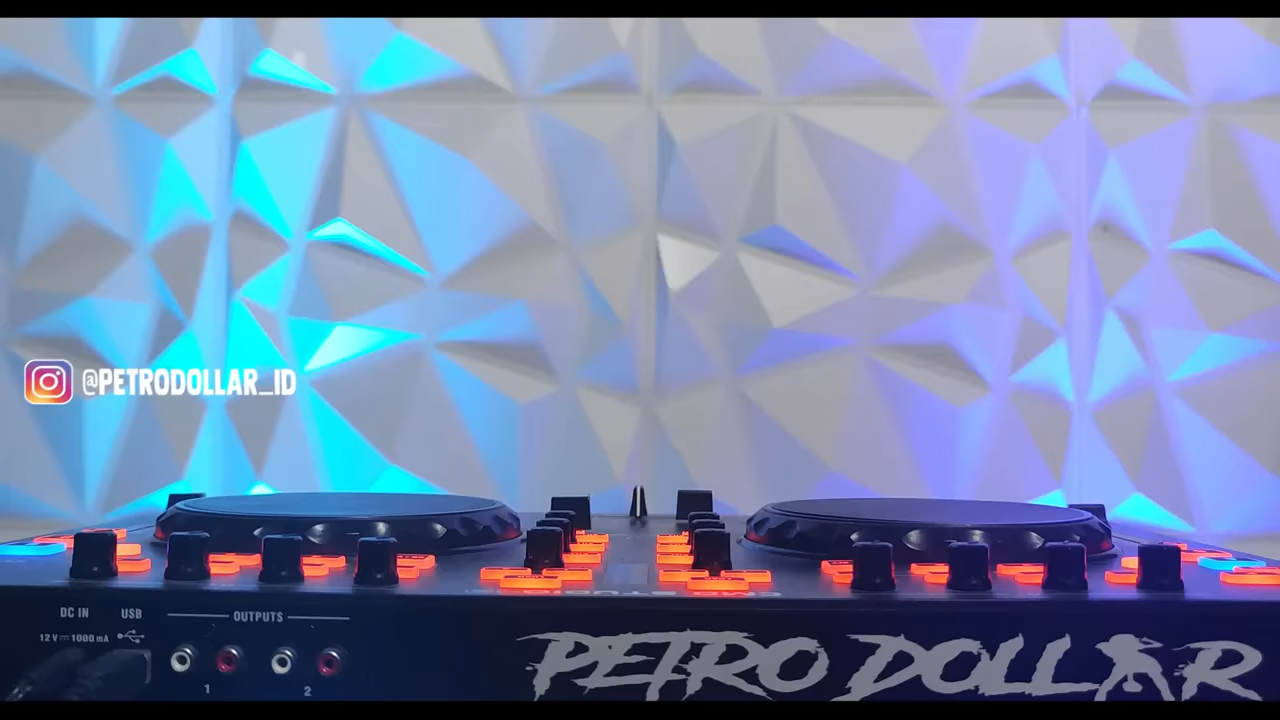 @PETRODOLLAR_ID
DC IN USB OUTPUTS
12 V 1000 mA
1 2
PETRO DOLLAR